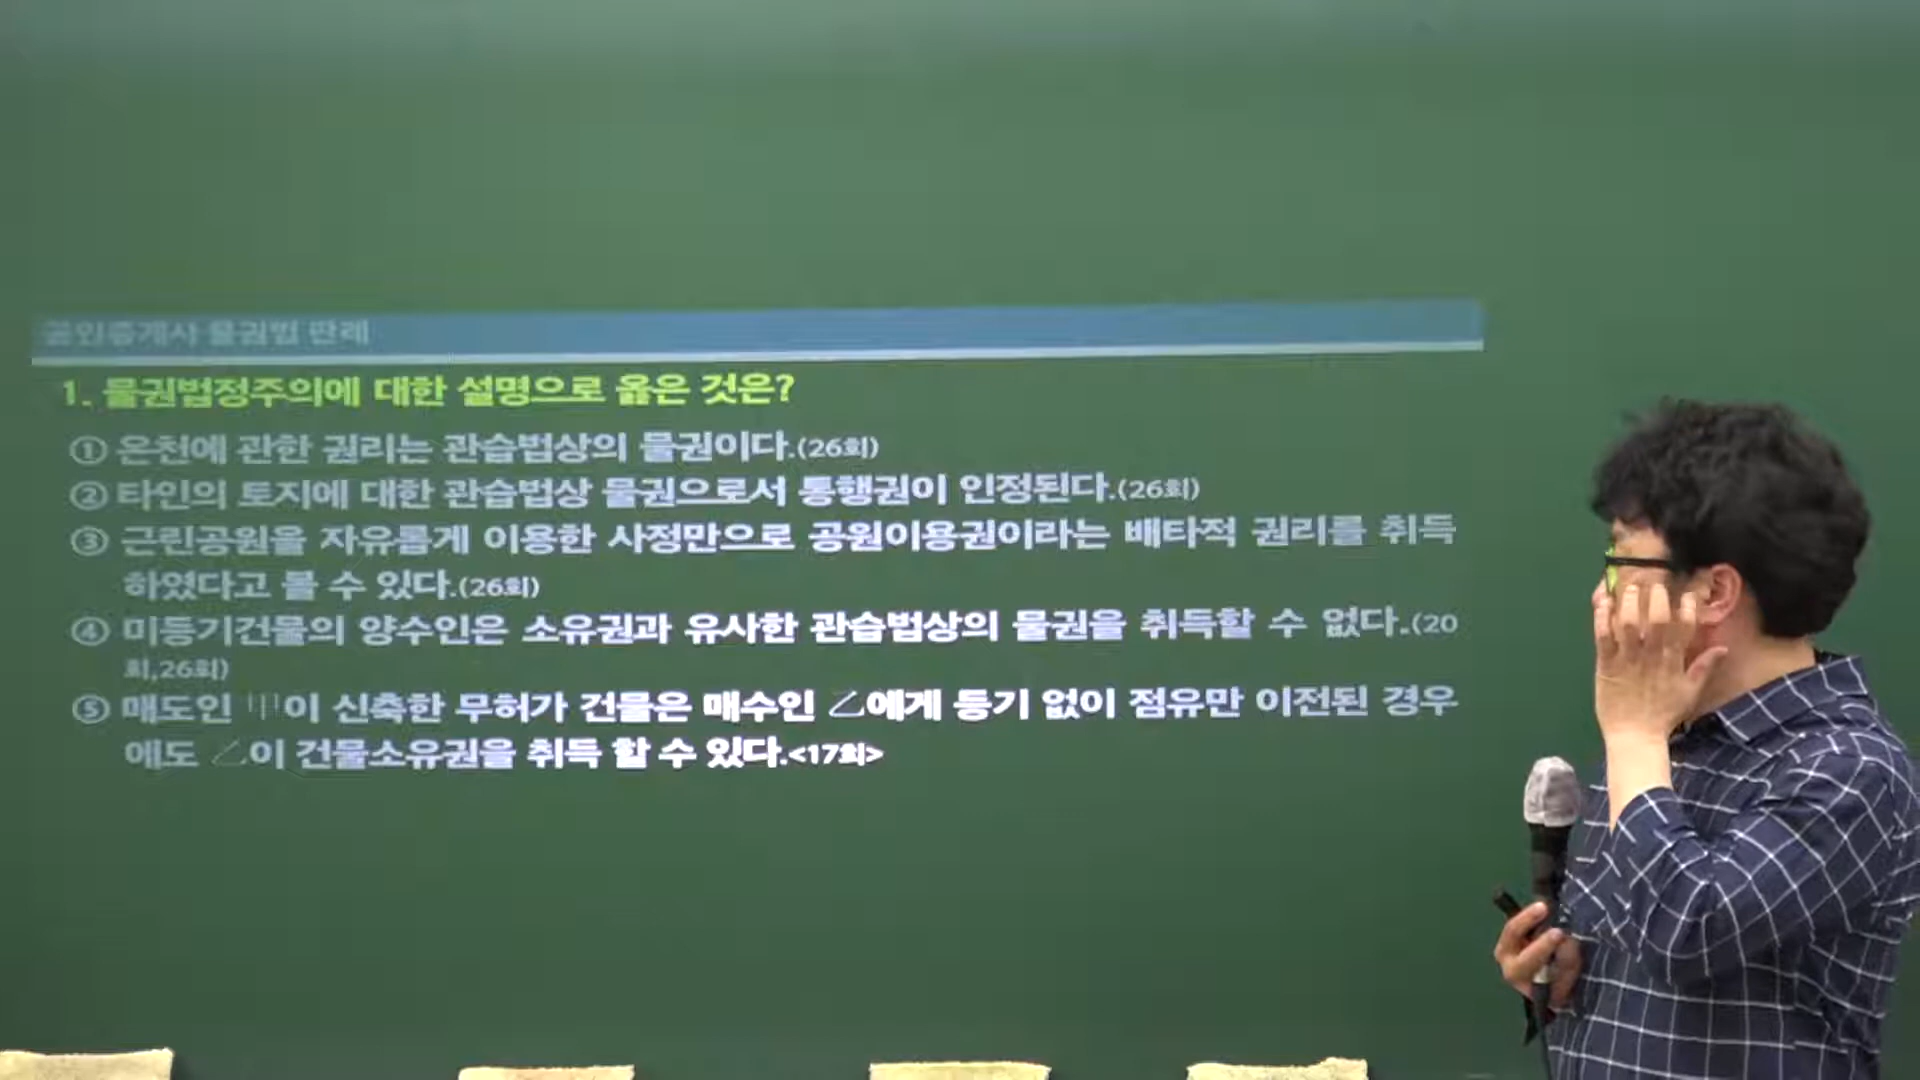 공인중개사 물권법 판례
1. 물권법정주의에 대한 설명으로 옳은 것은?
① 온천에 관한 권리는 관습법상의 물권이다.(26회)
② 타인의 토지에 대한 관습법상 물권으로서 통행권이 인정된다.(26회)
③ 근린공원을 자유롭게 이용한 사정만으로 공원이용권이라는 배타적 권리를 취득
하였다고 볼 수 있다.(26회)
④ 미등기건물의 양수인은 소유권과 유사한 관습법상의 물권을 취득할 수 없다.(20
회,26회)
⑤ 매도인 甲이 신축한 무허가 건물은 매수인 乙에게 등기 없이 점유만 이전된 경우
에도 乙이 건물소유권을 취득 할 수 있다.<17회>